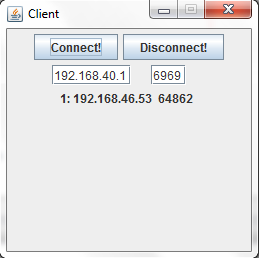 Client
Connect! Disconnect!
192.168.40.1 6969
1: 192.168.46.53 64862